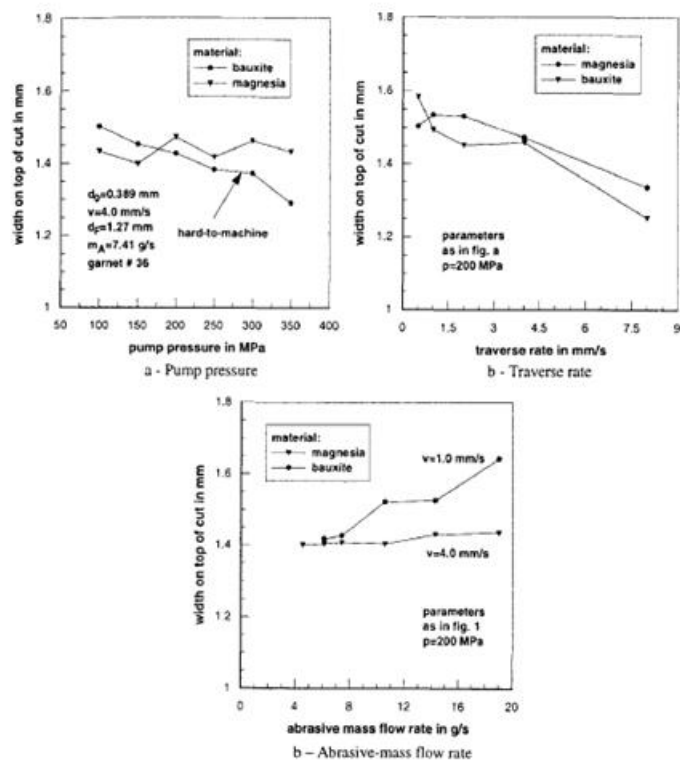 1.8
1.6
1.4
1.2
1
width on top of cut in mm
material:
bauxite
magnesia
d₀=0.389 mm
v=4.0 mm/s
d_F=1.27 mm
m_A=7.41 g/s
garnet # 36
hard-to-machine
50 100 150 200 250 300 350 400
pump pressure in MPa
a - Pump pressure
1.8
1.6
1.4
1.2
1
width on top of cut in mm
material:
magnesia
bauxite
parameters
as in fig. a
p=200 MPa
0 1.5 3 4.5 6 7.5 9
traverse rate in mm/s
b - Traverse rate
1.8
1.6
1.4
1.2
1
width on top of cut in mm
material:
magnesia
bauxite
v=1.0 mm/s
v=4.0 mm/s
parameters
as in fig. 1
p=200 MPa
0 4 8 12 16 20
abrasive mass flow rate in g/s
b – Abrasive-mass flow rate